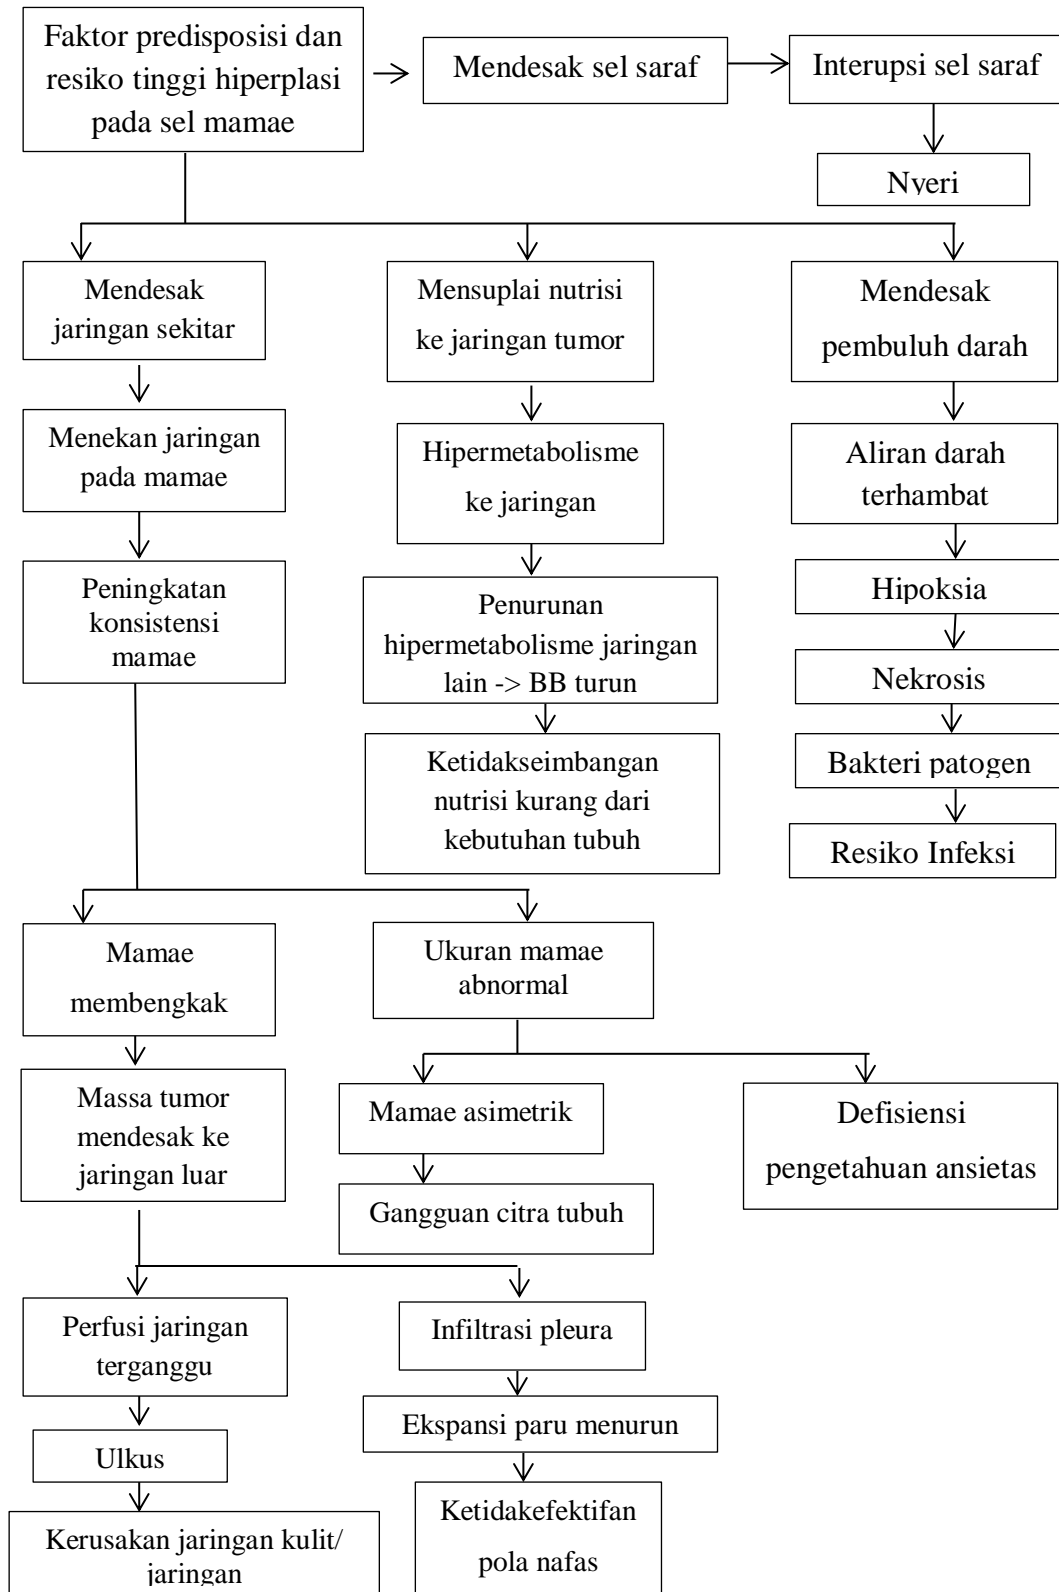 Faktor predisposisi dan
resiko tinggi hiperplasi
pada sel mamae
Mendesak sel saraf
Interupsi sel saraf
Nyeri
Mendesak
jaringan sekitar
Mensuplai nutrisi
ke jaringan tumor
Mendesak
pembuluh darah
Menekan jaringan
pada mamae
Hipermetabolisme
ke jaringan
Aliran darah
terhambat
Peningkatan
konsistensi
mamae
Penurunan
hipermetabolisme jaringan
lain -> BB turun
Hipoksia
Nekrosis
Bakteri patogen
Resiko Infeksi
Ketidakseimbangan
nutrisi kurang dari
kebutuhan tubuh
Mamae
membengkak
Ukuran mamae
abnormal
Massa tumor
mendesak ke
jaringan luar
Mamae asimetrik
Defisiensi
pengetahuan ansietas
Gangguan citra tubuh
Perfusi jaringan
terganggu
Infiltrasi pleura
Ulkus
Ekspansi paru menurun
Kerusakan jaringan kulit/
jaringan
Ketidakefektifan
pola nafas